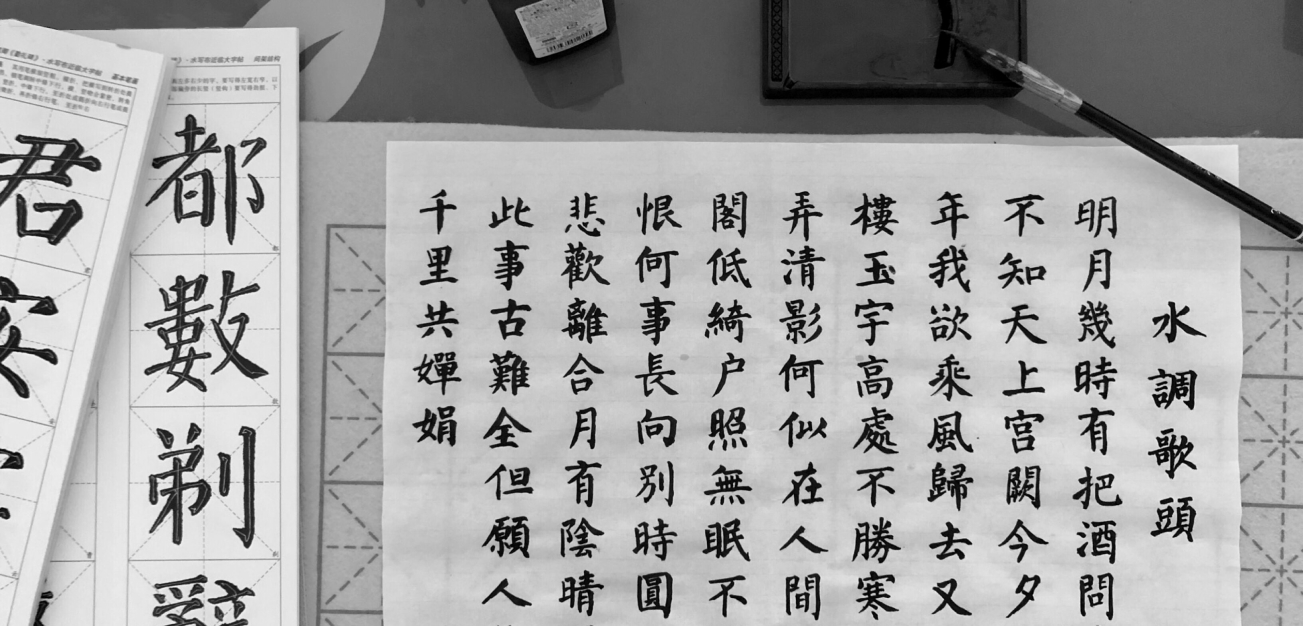 水調歌頭
明月幾時有把酒問
不知天上宮闕今夕
年我欲乘風歸去又
樓玉宇高處不勝寒
弄清影何似在人間
閣低綺户照無眠不
恨何事長向别時圓
悲歡離合月有陰晴
此事古難全但願人
千里共嬋娟
都
數
剃
辭
君
安